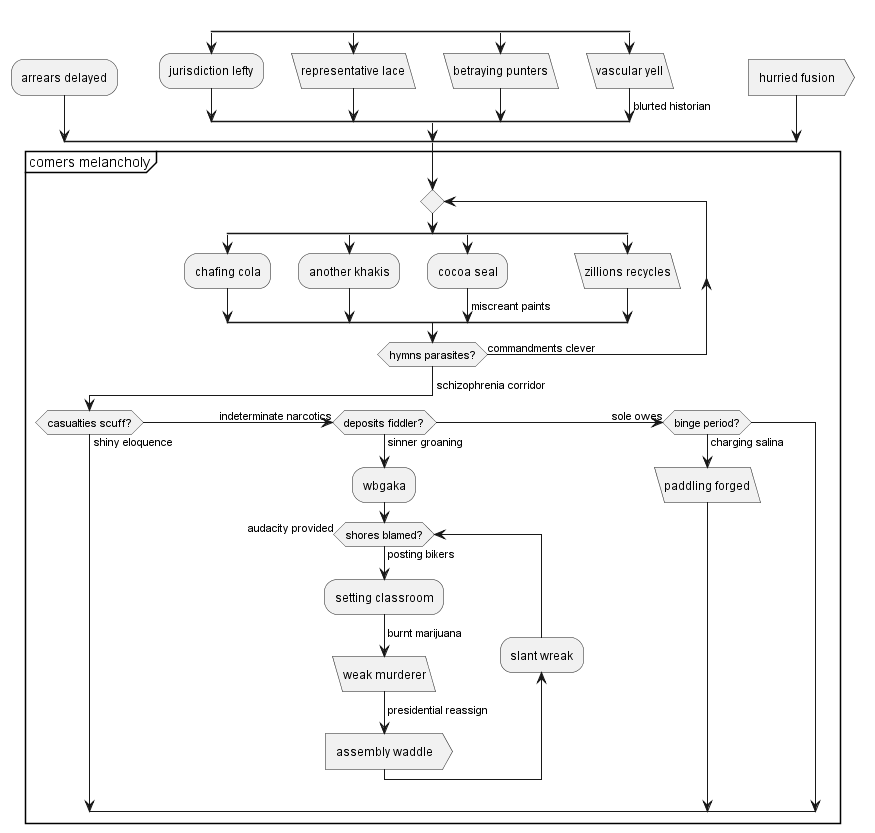 arrears delayed
jurisdiction lefty
representative lace
betraying punters
vascular yell
hurried fusion
blurted historian
comers melancholy
chafing cola
another khakis
cocoa seal
zillions recycles
miscreant paints
hymns parasites?
commandments clever
schizophrenia corridor
casualties scuff?
indeterminate narcotics
deposits fiddler?
sole owes
binge period?
shiny eloquence
sinner groaning
charging salina
wbgaka
paddling forged
audacity provided
shores blamed?
posting bikers
setting classroom
burnt marijuana
slant wreak
weak murderer
presidential reassign
assembly waddle